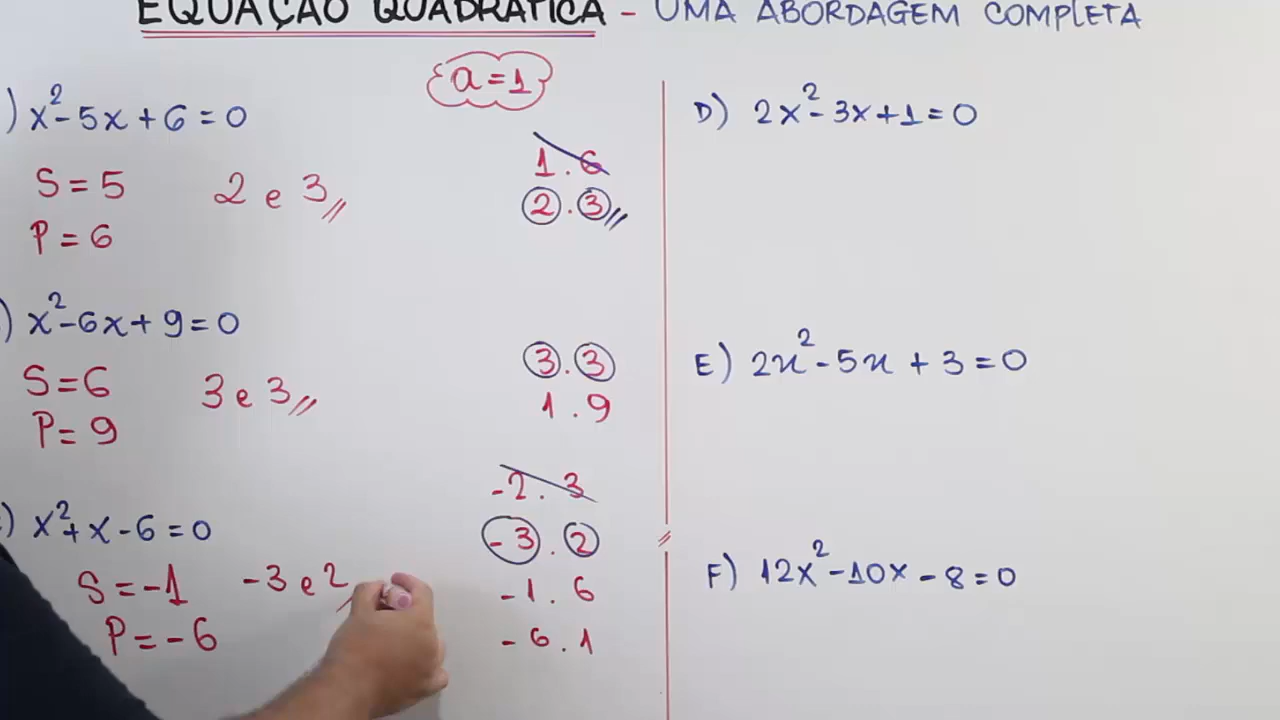 EQUAÇÃO QUADRÁTICA - UMA ABORDAGEM COMPLETA
a=1
) x²-5x+6=0
S=5
P=6
2 e 3
1.6
2.3
) x²-6x+9=0
S=6
P=9
3 e 3
3.3
1.9
) x²+x-6=0
S=-1
P=-6
-3 e 2
-2.3
-3.2
-1.6
-6.1
D) 2x²-3x+1=0
E) 2x²-5x+3=0
F) 12x²-10x-8=0